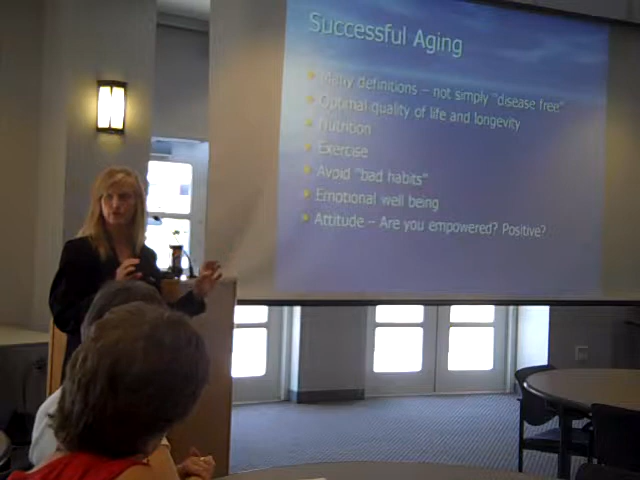 Successful Aging
Many definitions – not simply "disease free"
Optimal quality of life and longevity
Nutrition
Exercise
Avoid "bad habits"
Emotional well being
Attitude – Are you empowered? Positive?